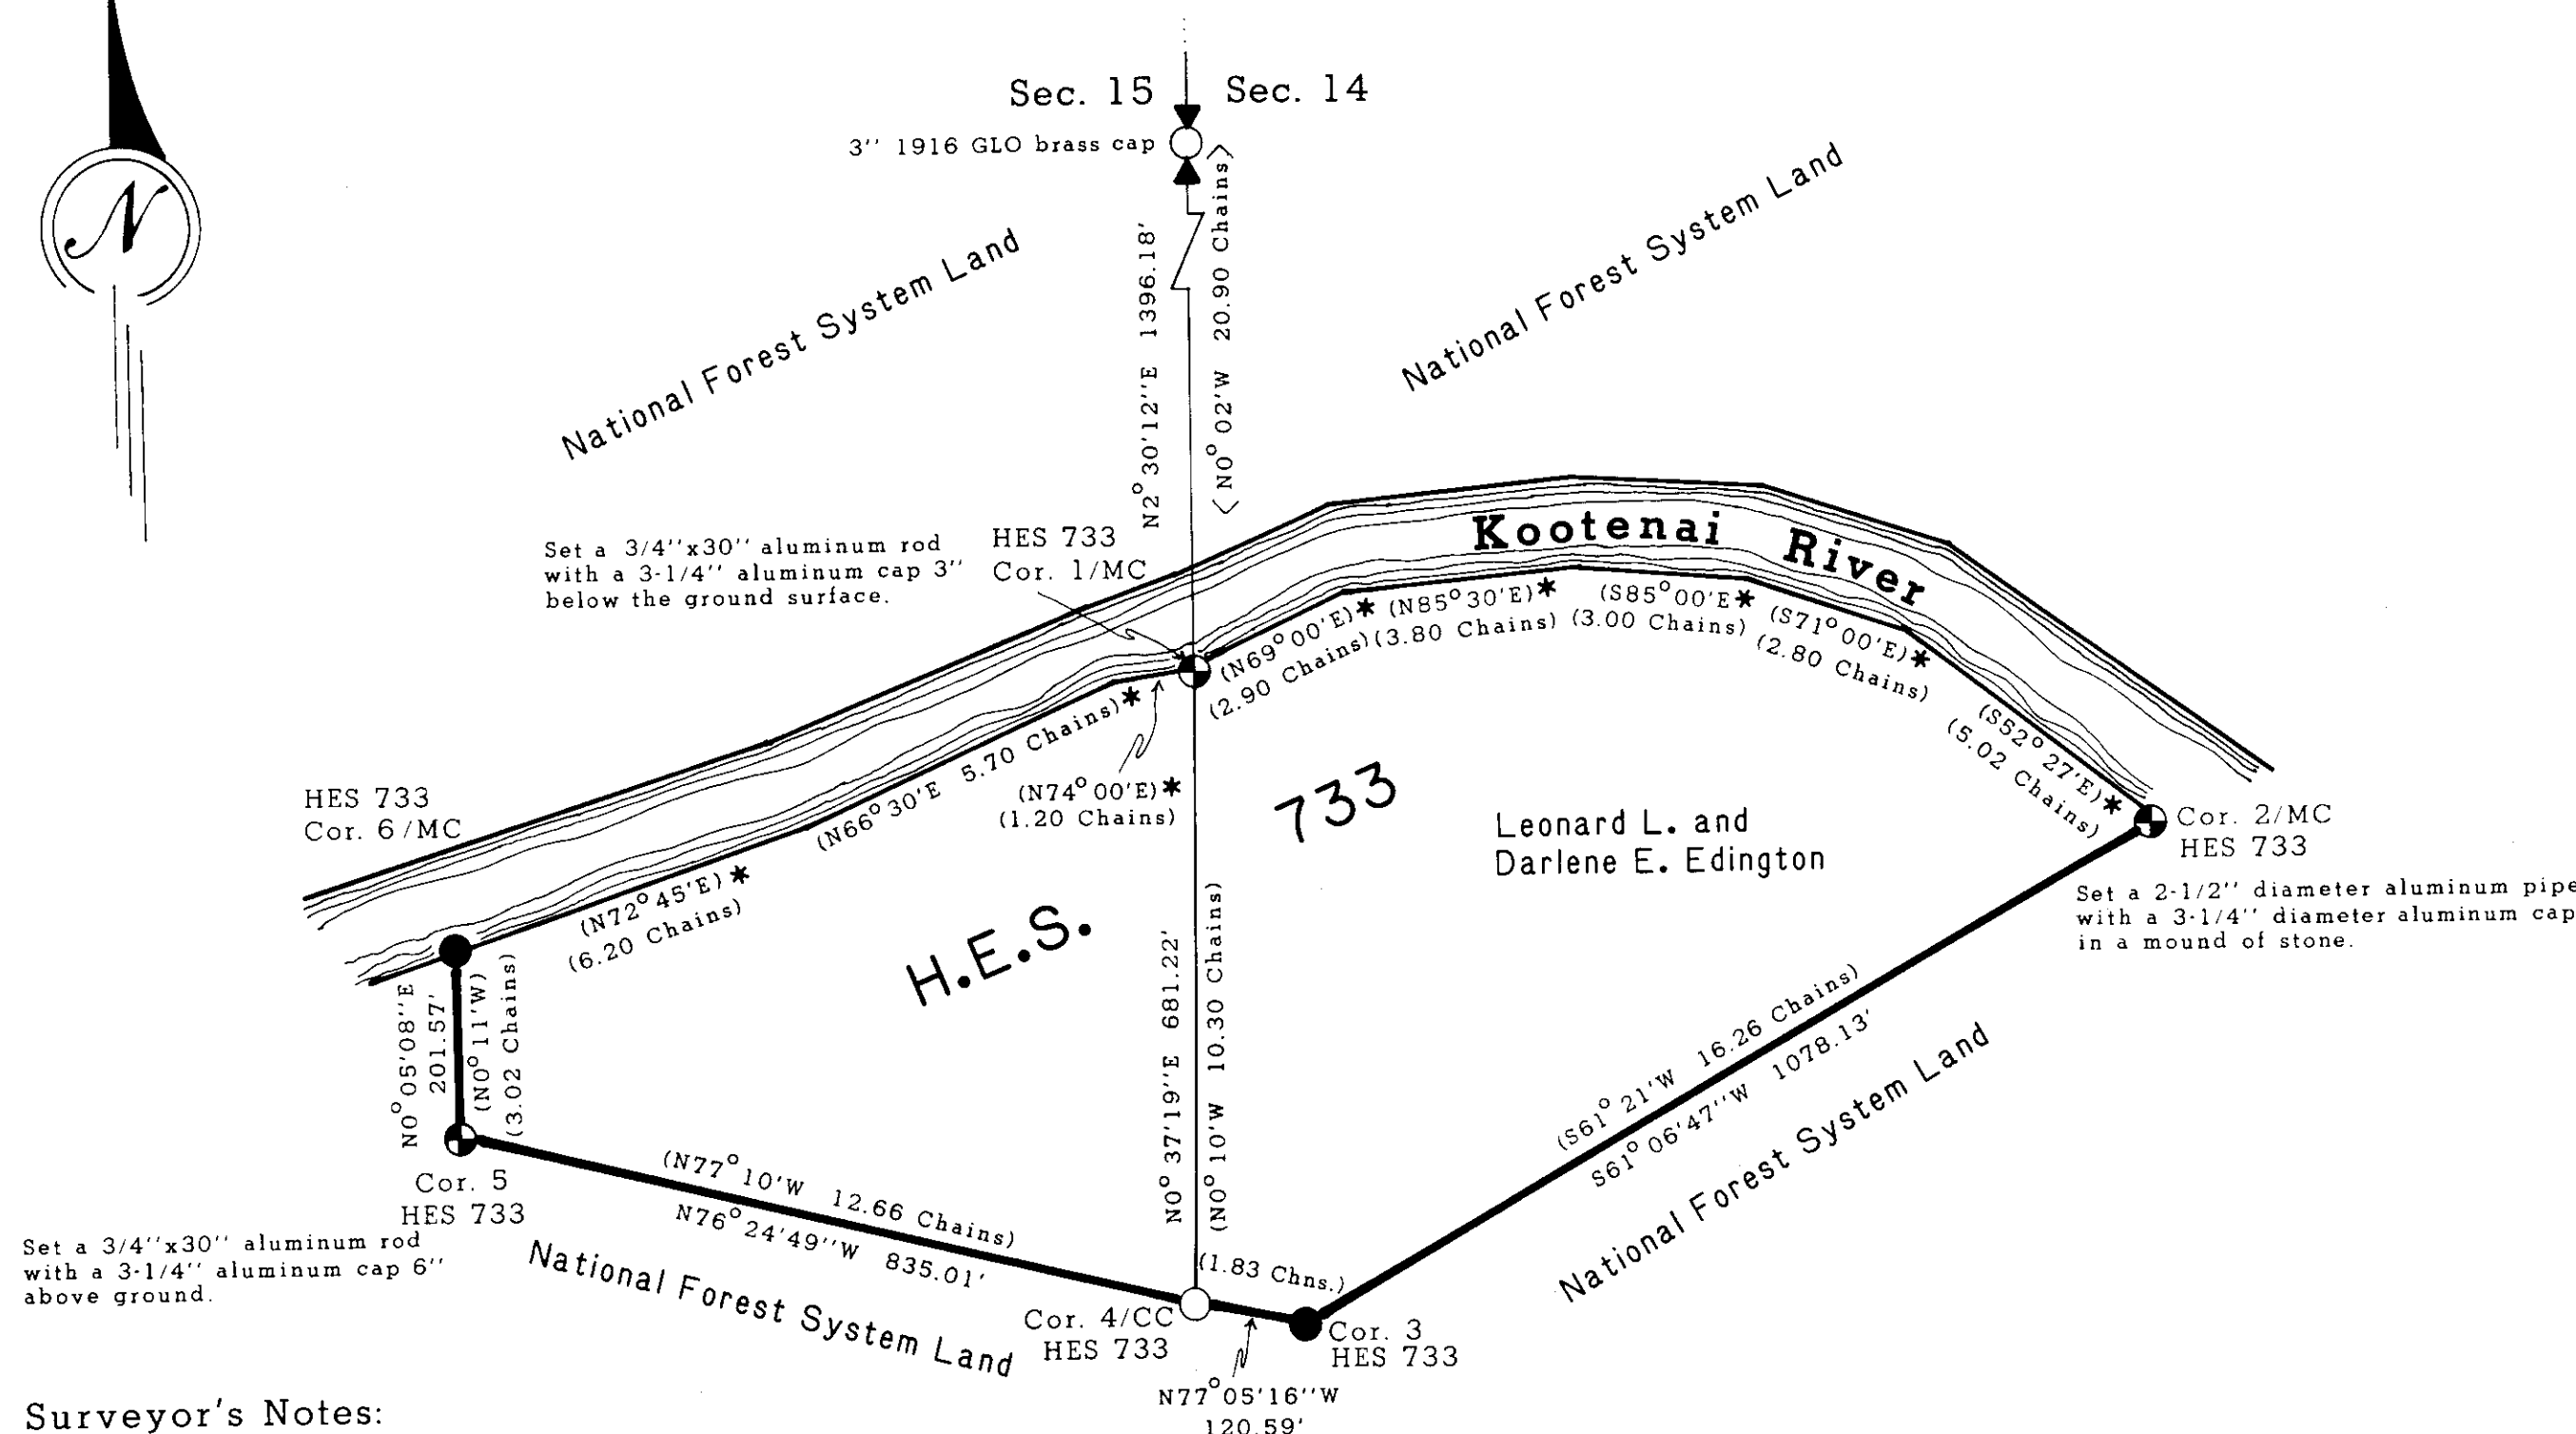 N
Sec. 15
Sec. 14
3'' 1916 GLO brass cap
N2°30'12''E 1396.18'
<N0°02'W 20.90 Chains>
National Forest System Land
National Forest System Land
Set a 3/4''x30'' aluminum rod
with a 3-1/4'' aluminum cap 3''
below the ground surface.
HES 733
Cor. 1/MC
Kootenai River
(N69°00'E)*
(2.90 Chains)
(N85°30'E)*
(3.80 Chains)
(S85°00'E*
(3.00 Chains)
(S71°00'E)*
(2.80 Chains)
(S52°27'E)*
(5.02 Chains)
HES 733
Cor. 6/MC
(N72°45'E)*
(6.20 Chains)
(N66°30'E 5.70 Chains)*
(N74°00'E)*
(1.20 Chains)
H.E.S. 733
Leonard L. and
Darlene E. Edington
Cor. 2/MC
HES 733
Set a 2-1/2'' diameter aluminum pipe
with a 3-1/4'' diameter aluminum cap
in a mound of stone.
N0°05'08''E
201.57'
(N0°11'W)
(3.02 Chains)
N0°37'19''E 681.22'
(N0°10'W 10.30 Chains)
(S61°21'W 16.26 Chains)
S61°06'47''W 1078.13'
National Forest System Land
Cor. 5
HES 733
Set a 3/4''x30'' aluminum rod
with a 3-1/4'' aluminum cap 6''
above ground.
(N77°10'W 12.66 Chains)
N76°24'49''W 835.01'
National Forest System Land
(1.83 Chns.)
Cor. 4/CC
HES 733
Cor. 3
HES 733
N77°05'16''W
120.59'
Surveyor's Notes: